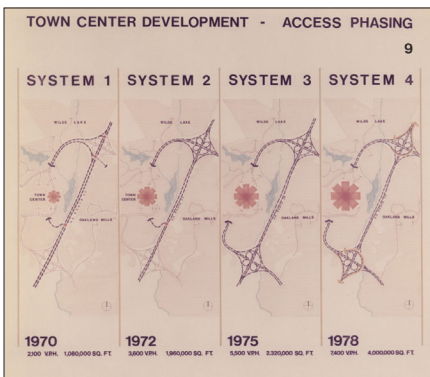 TOWN CENTER DEVELOPMENT - ACCESS PHASING
9
SYSTEM 1
WILDE LAKE
TOWN CENTER
OAKLAND MILLS
1970
2,100 V.P.H. 1,080,000 SQ. FT.
SYSTEM 2
WILDE LAKE
TOWN CENTER
OAKLAND MILLS
1972
3,600 V.P.H. 1,960,000 SQ. FT.
SYSTEM 3
WILDE LAKE
OAKLAND MILLS
1975
5,500 V.P.H. 2,320,000 SQ. FT.
SYSTEM 4
WILDE LAKE
OAKLAND MILLS
1978
7,400 V.P.H. 4,000,000 SQ. FT.